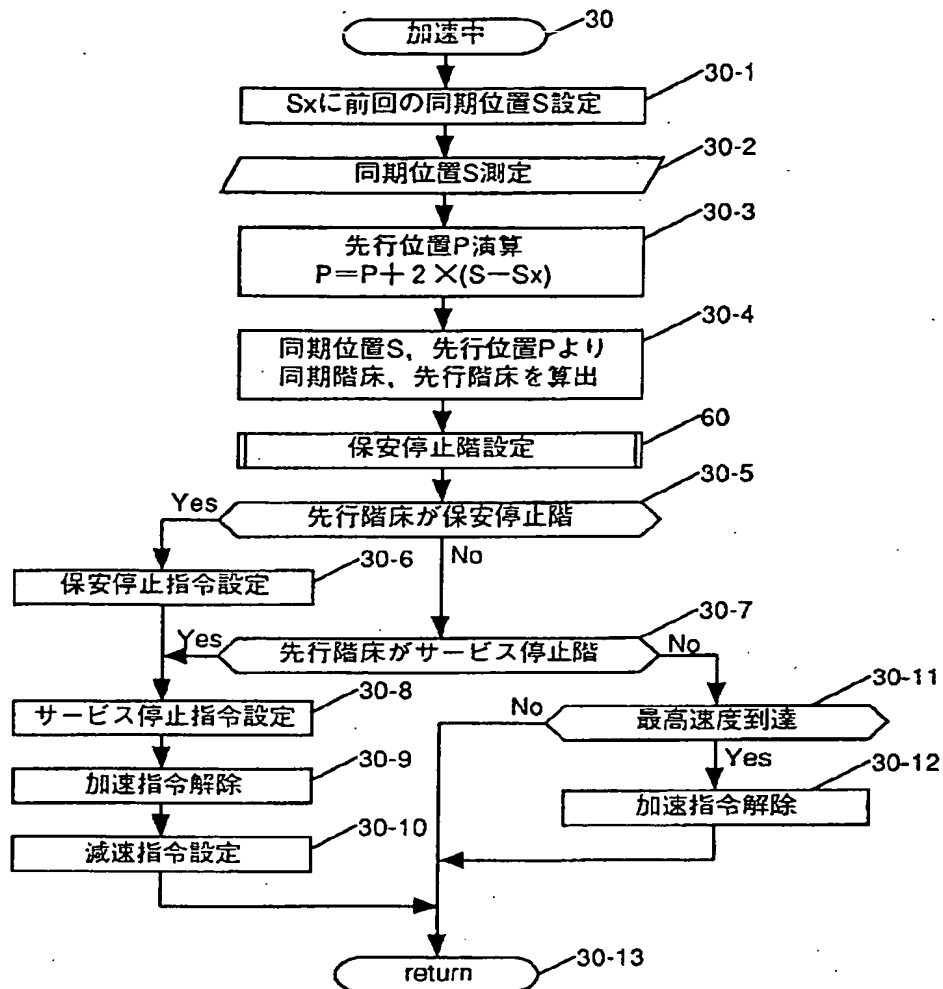 加速中
30
30-1
Sxに前回の同期位置S設定
30-2
同期位置S測定
30-3
先行位置P演算
P=P+2×(S-Sx)
30-4
同期位置S，先行位置Pより
同期階床，先行階床を算出
60
保安停止階設定
30-5
Yes
先行階床が保安停止階
No
30-6
保安停止指令設定
30-7
Yes
先行階床がサービス停止階
No
30-8
サービス停止指令設定
30-11
No
最高速度到達
Yes
30-9
加速指令解除
30-12
加速指令解除
30-10
減速指令設定
return
30-13